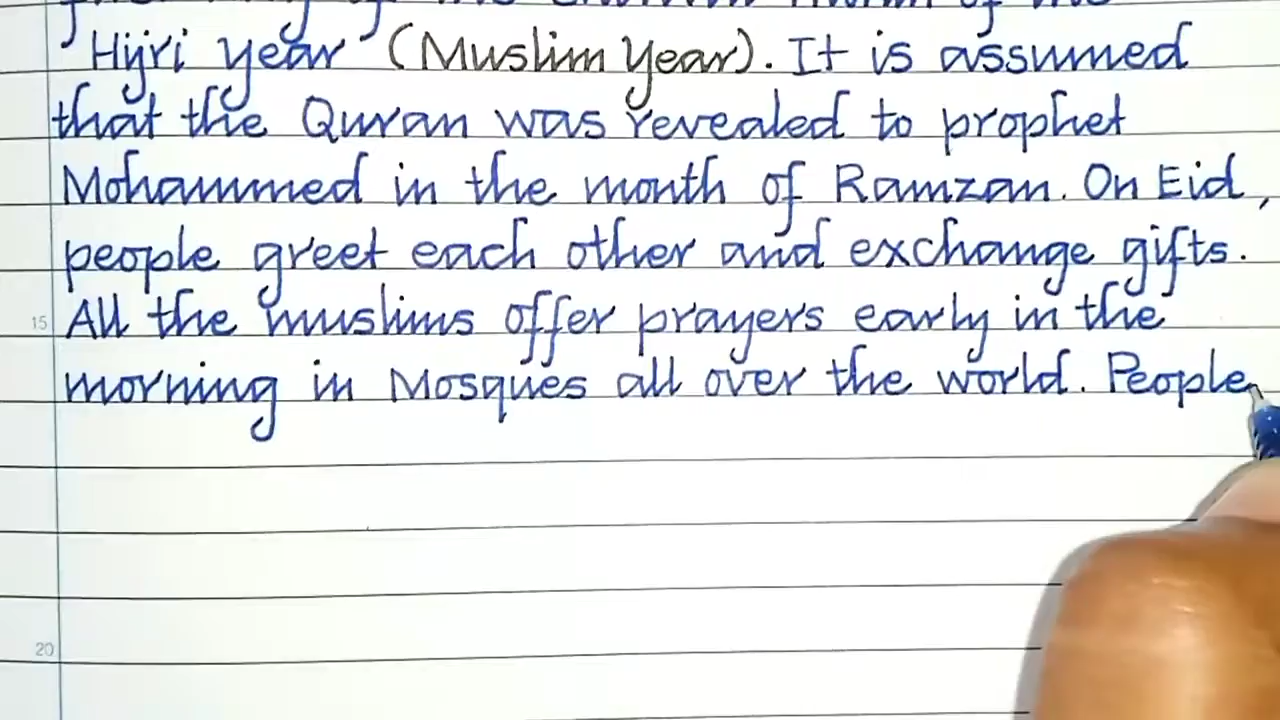 Hijri year (Muslim Year). It is assumed
that the Quran was revealed to prophet
Mohammed in the month of Ramzan. On Eid,
people greet each other and exchange gifts.
15 All the muslims offer prayers early in the
morning in Mosques all over the world. People
20